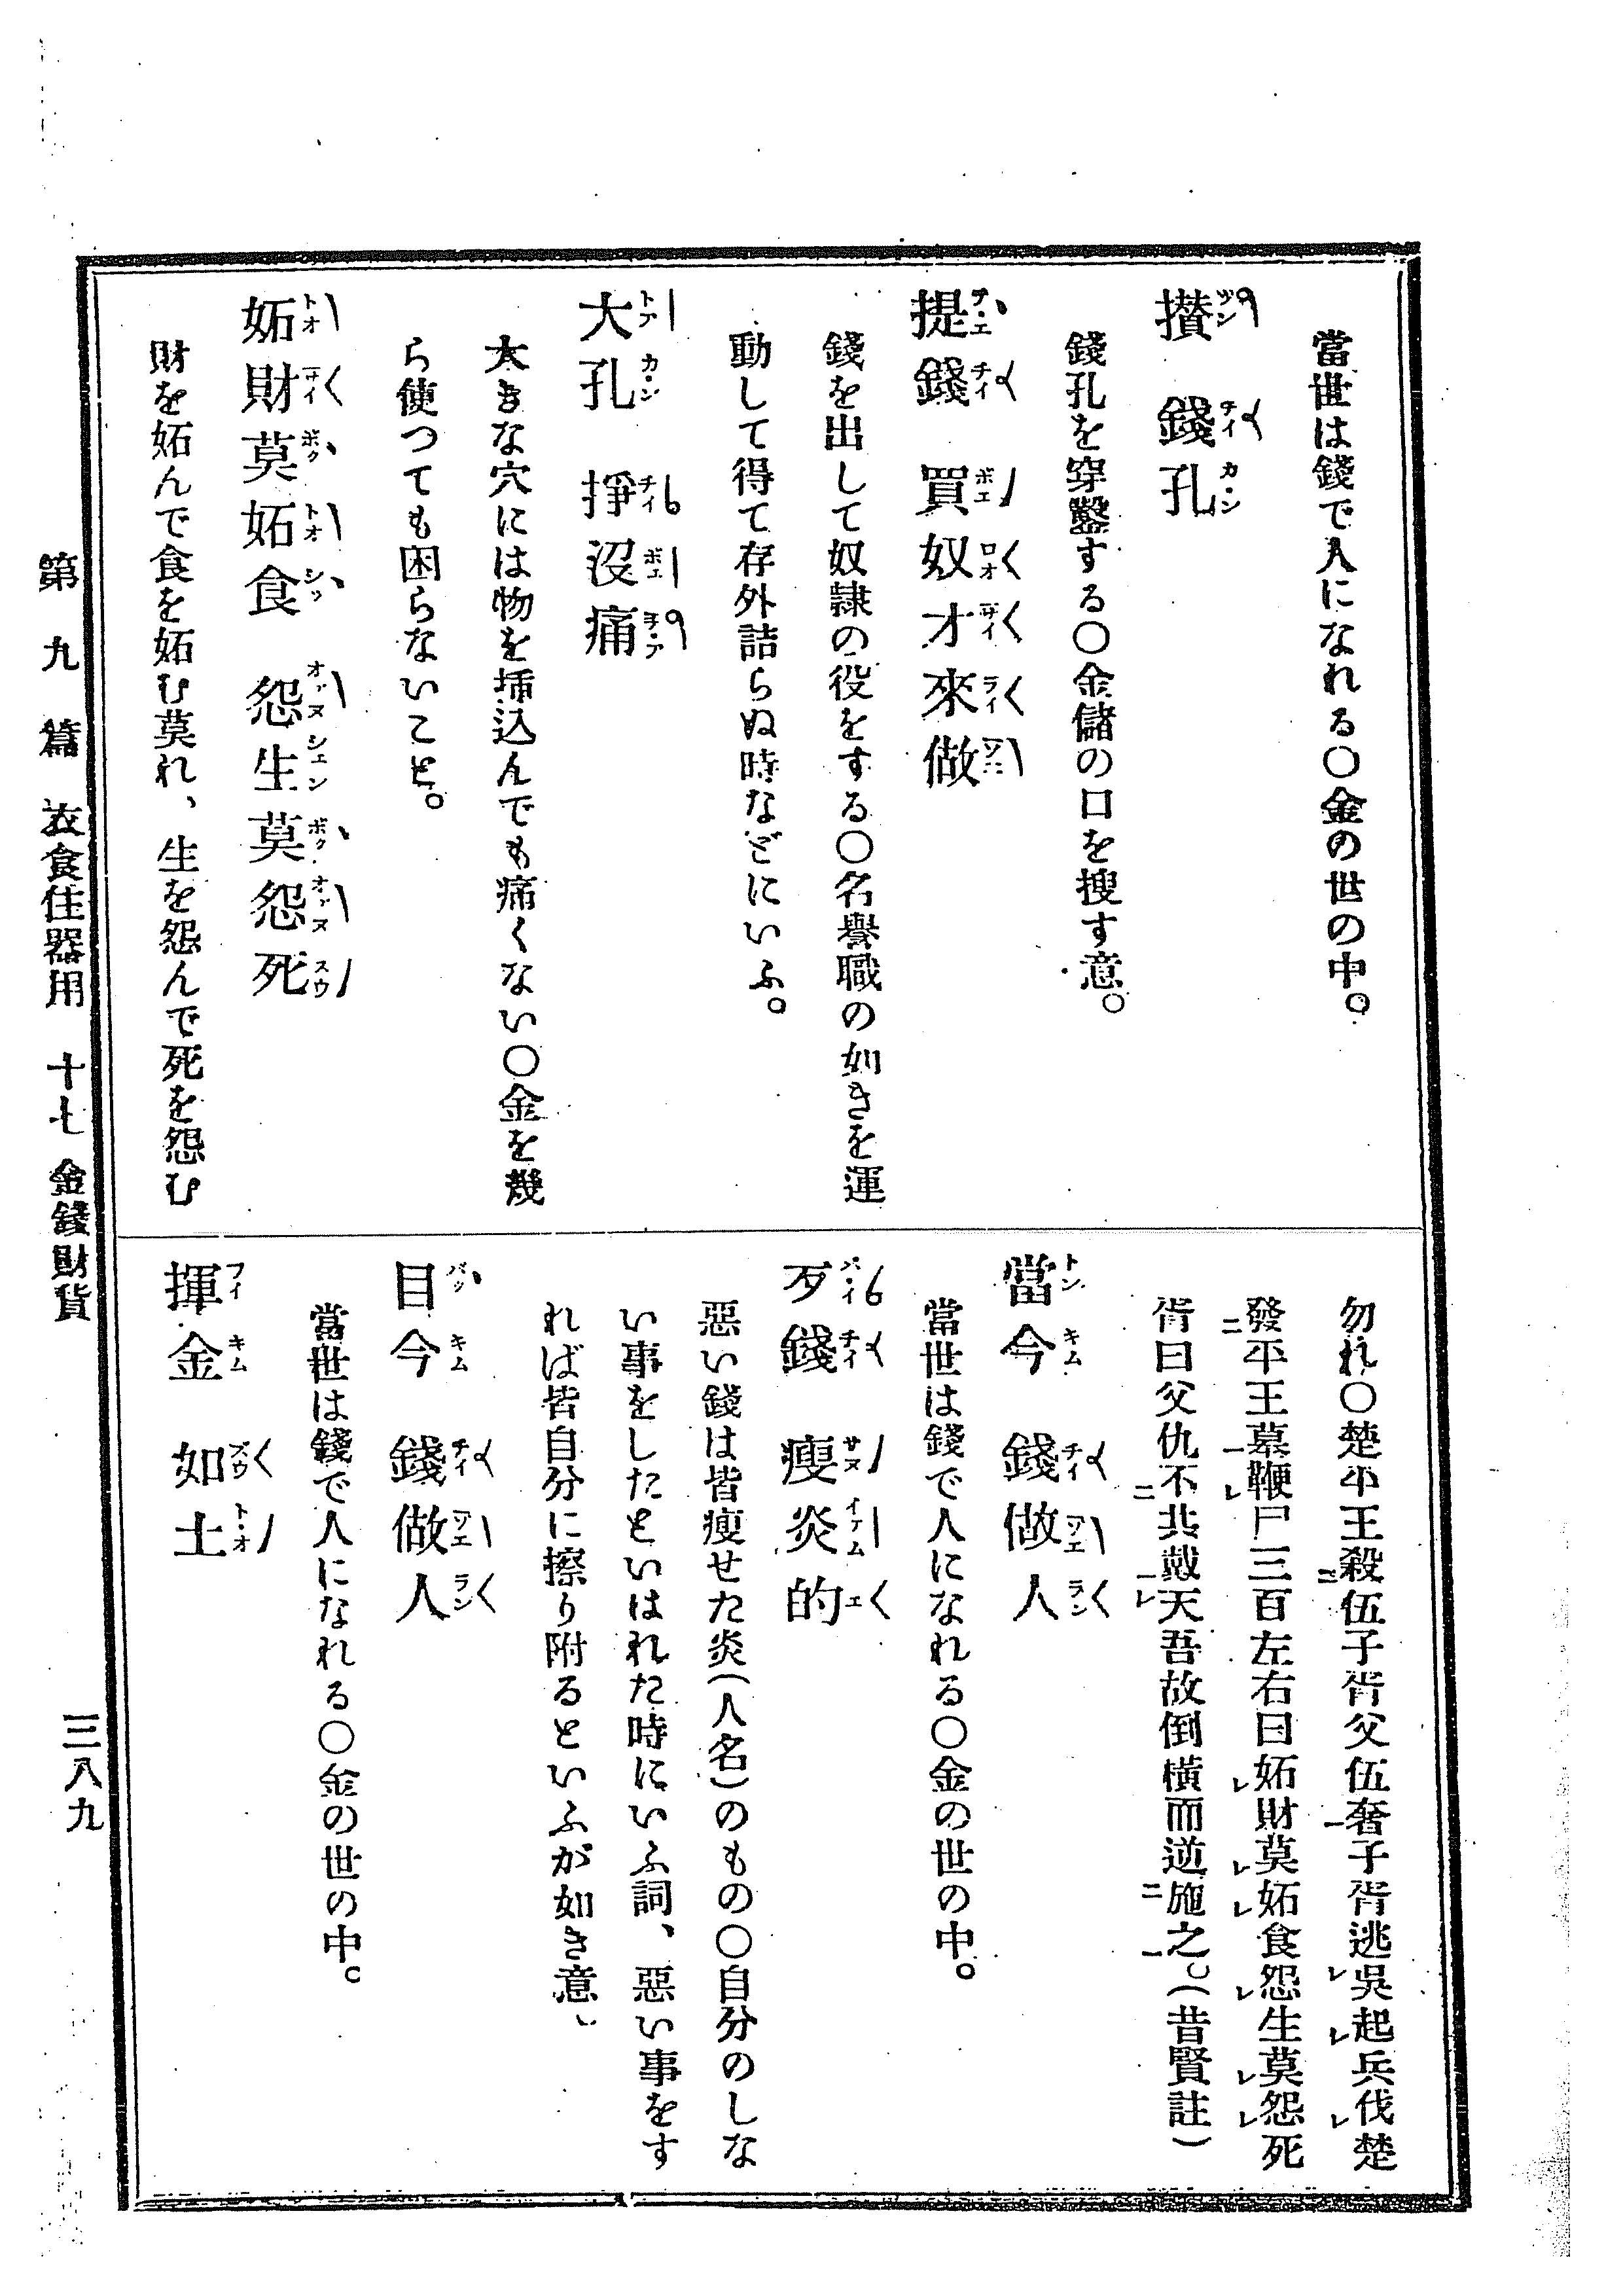 當世は錢で人になれる〇金の世の中。
攅　錢孔
錢孔を穿鑿する〇金儲の口を搜す意。
提錢　買奴才來做
錢を出して奴隷の役をする〇名譽職の如きを運
動して得て存外詰らぬ時などにいふ。
大孔　掙沒痛
大きな穴には物を揷込んでも痛くない〇金を幾
ら使つても困らないこと。
妬財莫妬食　怨生莫怨死
財を妬んで食を妬む莫れ、生を怨んで死を怨む
勿れ〇楚平王殺伍子胥父伍奢子胥逃吳起兵伐楚
發平王墓鞭尸三百左右曰妬財莫妬食怨生莫怨死
胥曰父仇不共戴天吾故倒橫而逆施之。（昔賢註）
當今　錢做人
當世は錢で人になれる〇金の世の中。
歹錢　瘦炎的
惡い錢は皆瘦せた炎（人名）のもの〇自分のしな
い事をしたといはれた時にいふ詞、惡い事をす
れば皆自分に擦り附るといふが如き意、
目今　錢做人
當世は錢で人になれる〇金の世の中。
揮金　如土
第九篇　衣食住器用　十七　金錢財貨
三八九